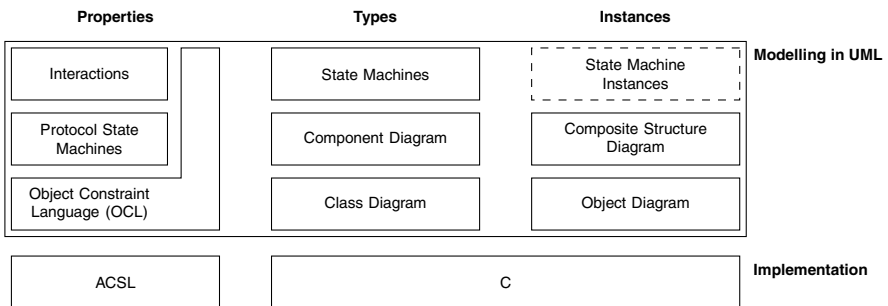 Properties
Types
Instances
Modelling in UML
Interactions
State Machines
State Machine
Instances
Protocol State
Machines
Component Diagram
Composite Structure
Diagram
Object Constraint
Language (OCL)
Class Diagram
Object Diagram
Implementation
ACSL
C